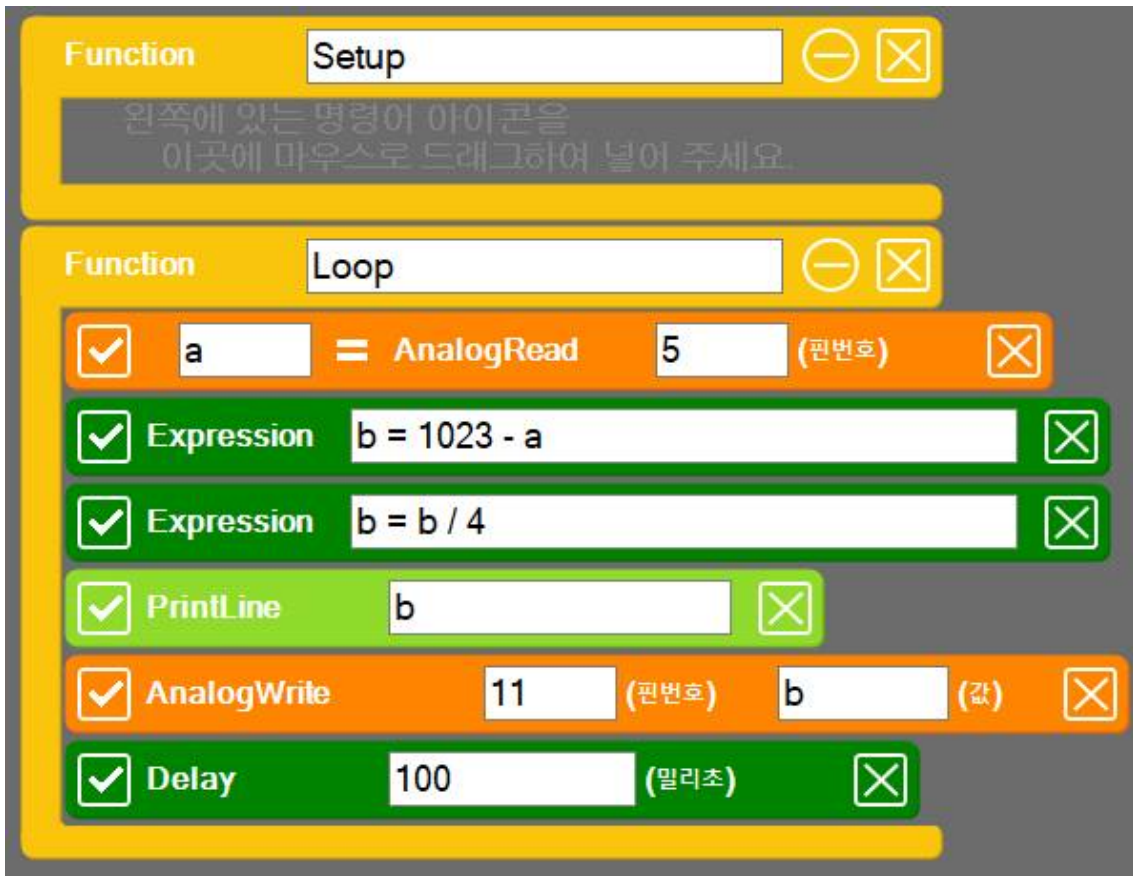 Function Setup
왼쪽에 있는 명령어 아이콘을
이곳에 마우스로 드래그하여 넣어 주세요.
Function Loop
a = AnalogRead 5 (핀번호)
Expression b = 1023 - a
Expression b = b / 4
PrintLine b
AnalogWrite 11 (핀번호) b (값)
Delay 100 (밀리초)